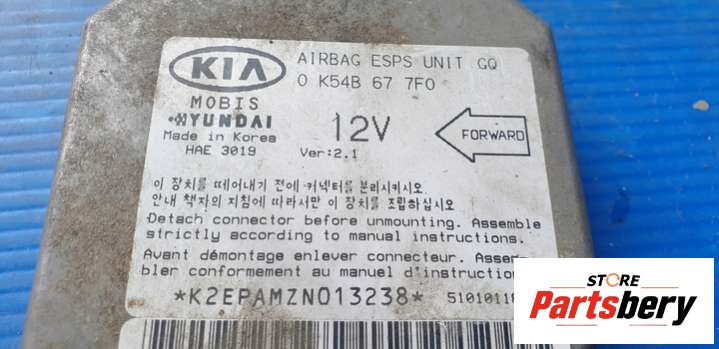 KIA
AIRBAG ESPS UNIT GQ
0 K54B 67 7F0
MOBIS
HYUNDAI
Made in Korea
HAE 3019
12V
Ver:2.1
FORWARD
이 장치를 떼어내기 전에 커넥터를 분리시키시오
안내 책자의 지침에 따라서만 이 장치를 조립하십시오
Detach connector before unmounting. Assemble
strictly according to manual instructions.
Avant démontage enlever connecteur. Assem-
bler conformement au manuel d'instruction
*K2EPAMZN013238*
51010118
STORE
Partsbery